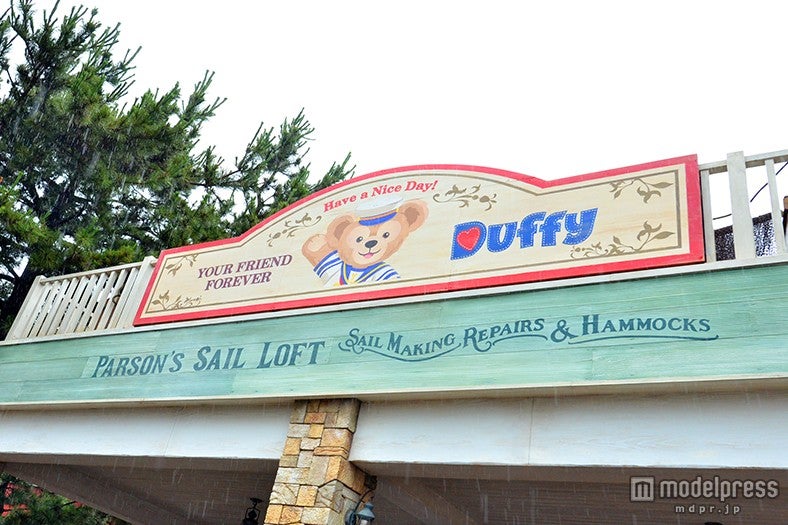 Have a Nice Day!
YOUR FRIEND
FOREVER
Duffy
PARSON'S SAIL LOFT SAIL MAKING REPAIRS & HAMMOCKS
modelpress
mdpr.jp